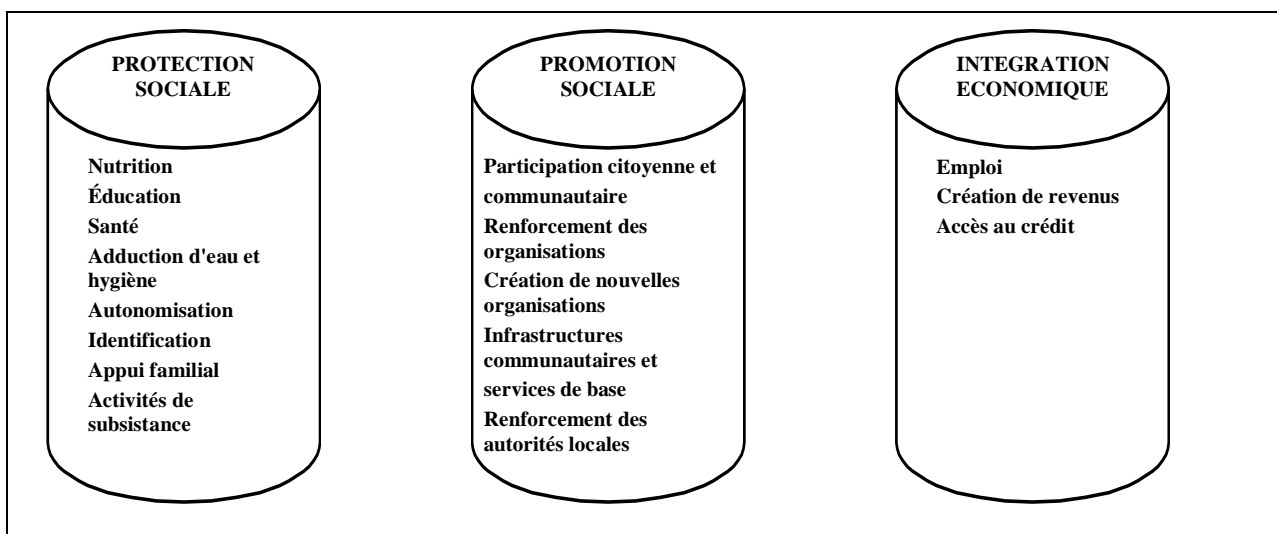 PROTECTION
SOCIALE
Nutrition
Éducation
Santé
Adduction d'eau et
hygiène
Autonomisation
Identification
Appui familial
Activités de
subsistance
PROMOTION
SOCIALE
Participation citoyenne et
communautaire
Renforcement des
organisations
Création de nouvelles
organisations
Infrastructures
communautaires et
services de base
Renforcement des
autorités locales
INTEGRATION
ECONOMIQUE
Emploi
Création de revenus
Accès au crédit